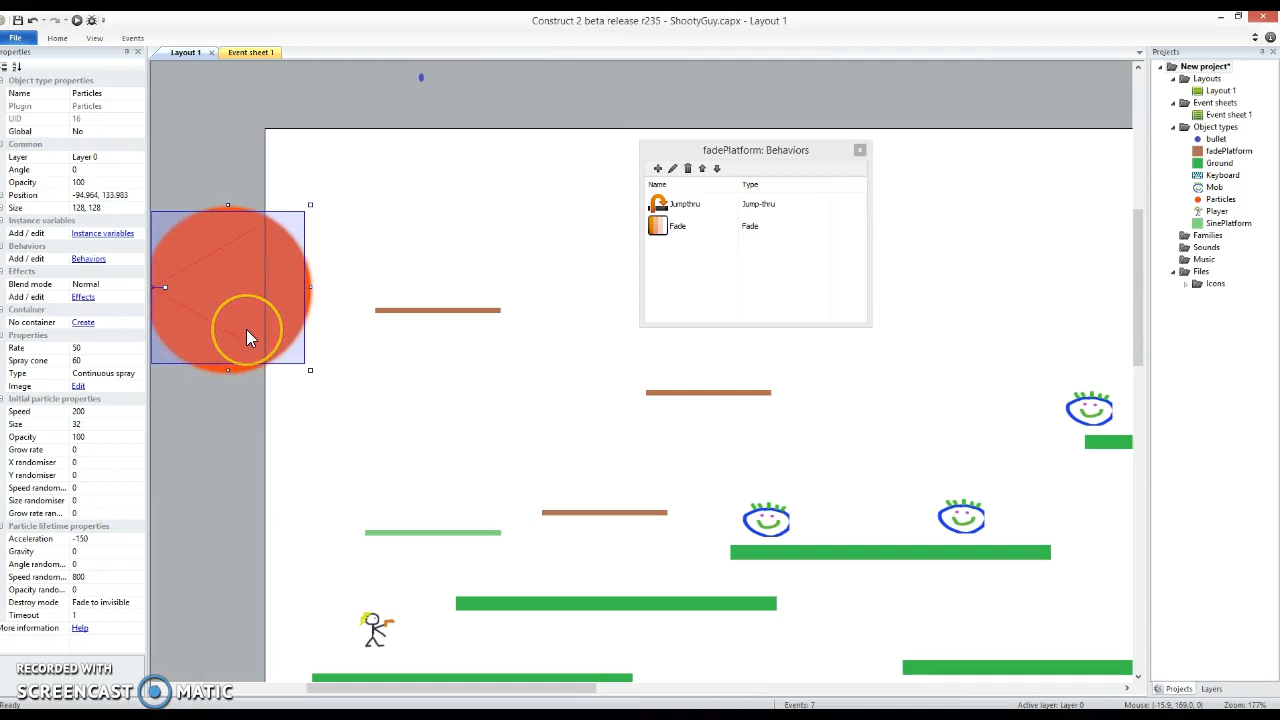 Construct 2 beta release r235 - ShootyGuy.capx - Layout 1
File Home View Events
roperties
Layout 1 Event sheet 1
Projects
Object type properties
Name Particles
Plugin Particles
UID 16
Global No
Common
Layer Layer 0
Angle 0
Opacity 100
Position -94.964, 133.983
Size 128, 128
Instance variables
Add / edit Instance variables
Behaviors
Add / edit Behaviors
Effects
Blend mode Normal
Add / edit Effects
Container
No container Create
Properties
Rate 50
Spray cone 60
Type Continuous spray
Image Edit
Initial particle properties
Speed 200
Size 32
Opacity 100
Grow rate 0
X randomiser 0
Y randomiser 0
Speed random... 0
Size randomiser 0
Grow rate ran... 0
Particle lifetime properties
Acceleration -150
Gravity 0
Angle random... 0
Speed random... 800
Opacity rando... 0
Destroy mode Fade to invisible
Timeout 1
More information Help
fadePlatform: Behaviors
Name Type
Jumpthru Jump-thru
Fade Fade
New project*
Layouts
Layout 1
Event sheets
Event sheet 1
Object types
bullet
fadePlatform
Ground
Keyboard
Mob
Particles
Player
SinePlatform
Families
Sounds
Music
Files
Icons
Projects Layers
RECORDED WITH
SCREENCAST MATIC
Ready
Events: 7
Active layer: Layer 0
Mouse: (-15.9, 169.0, 0)
Zoom: 177%